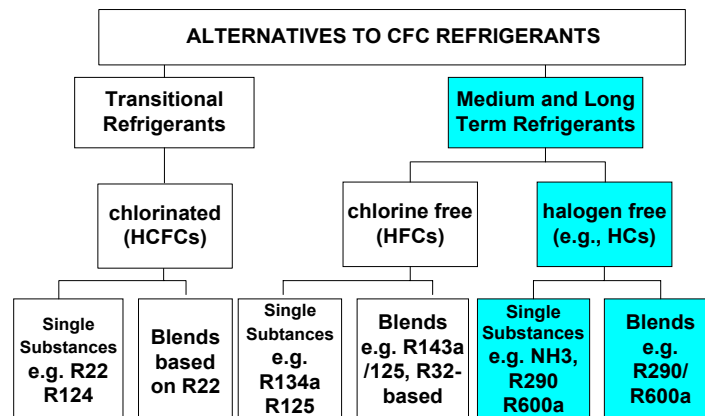 ALTERNATIVES TO CFC REFRIGERANTS
Transitional
Refrigerants
Medium and Long
Term Refrigerants
chlorinated
(HCFCs)
chlorine free
(HFCs)
halogen free
(e.g., HCs)
Single
Substances
e.g. R22
R124
Blends
based
on R22
Single
Subtances
e.g.
R134a
R125
Blends
e.g. R143a
/125, R32-
based
Single
Substances
e.g. NH3,
R290
R600a
Blends
e.g.
R290/
R600a